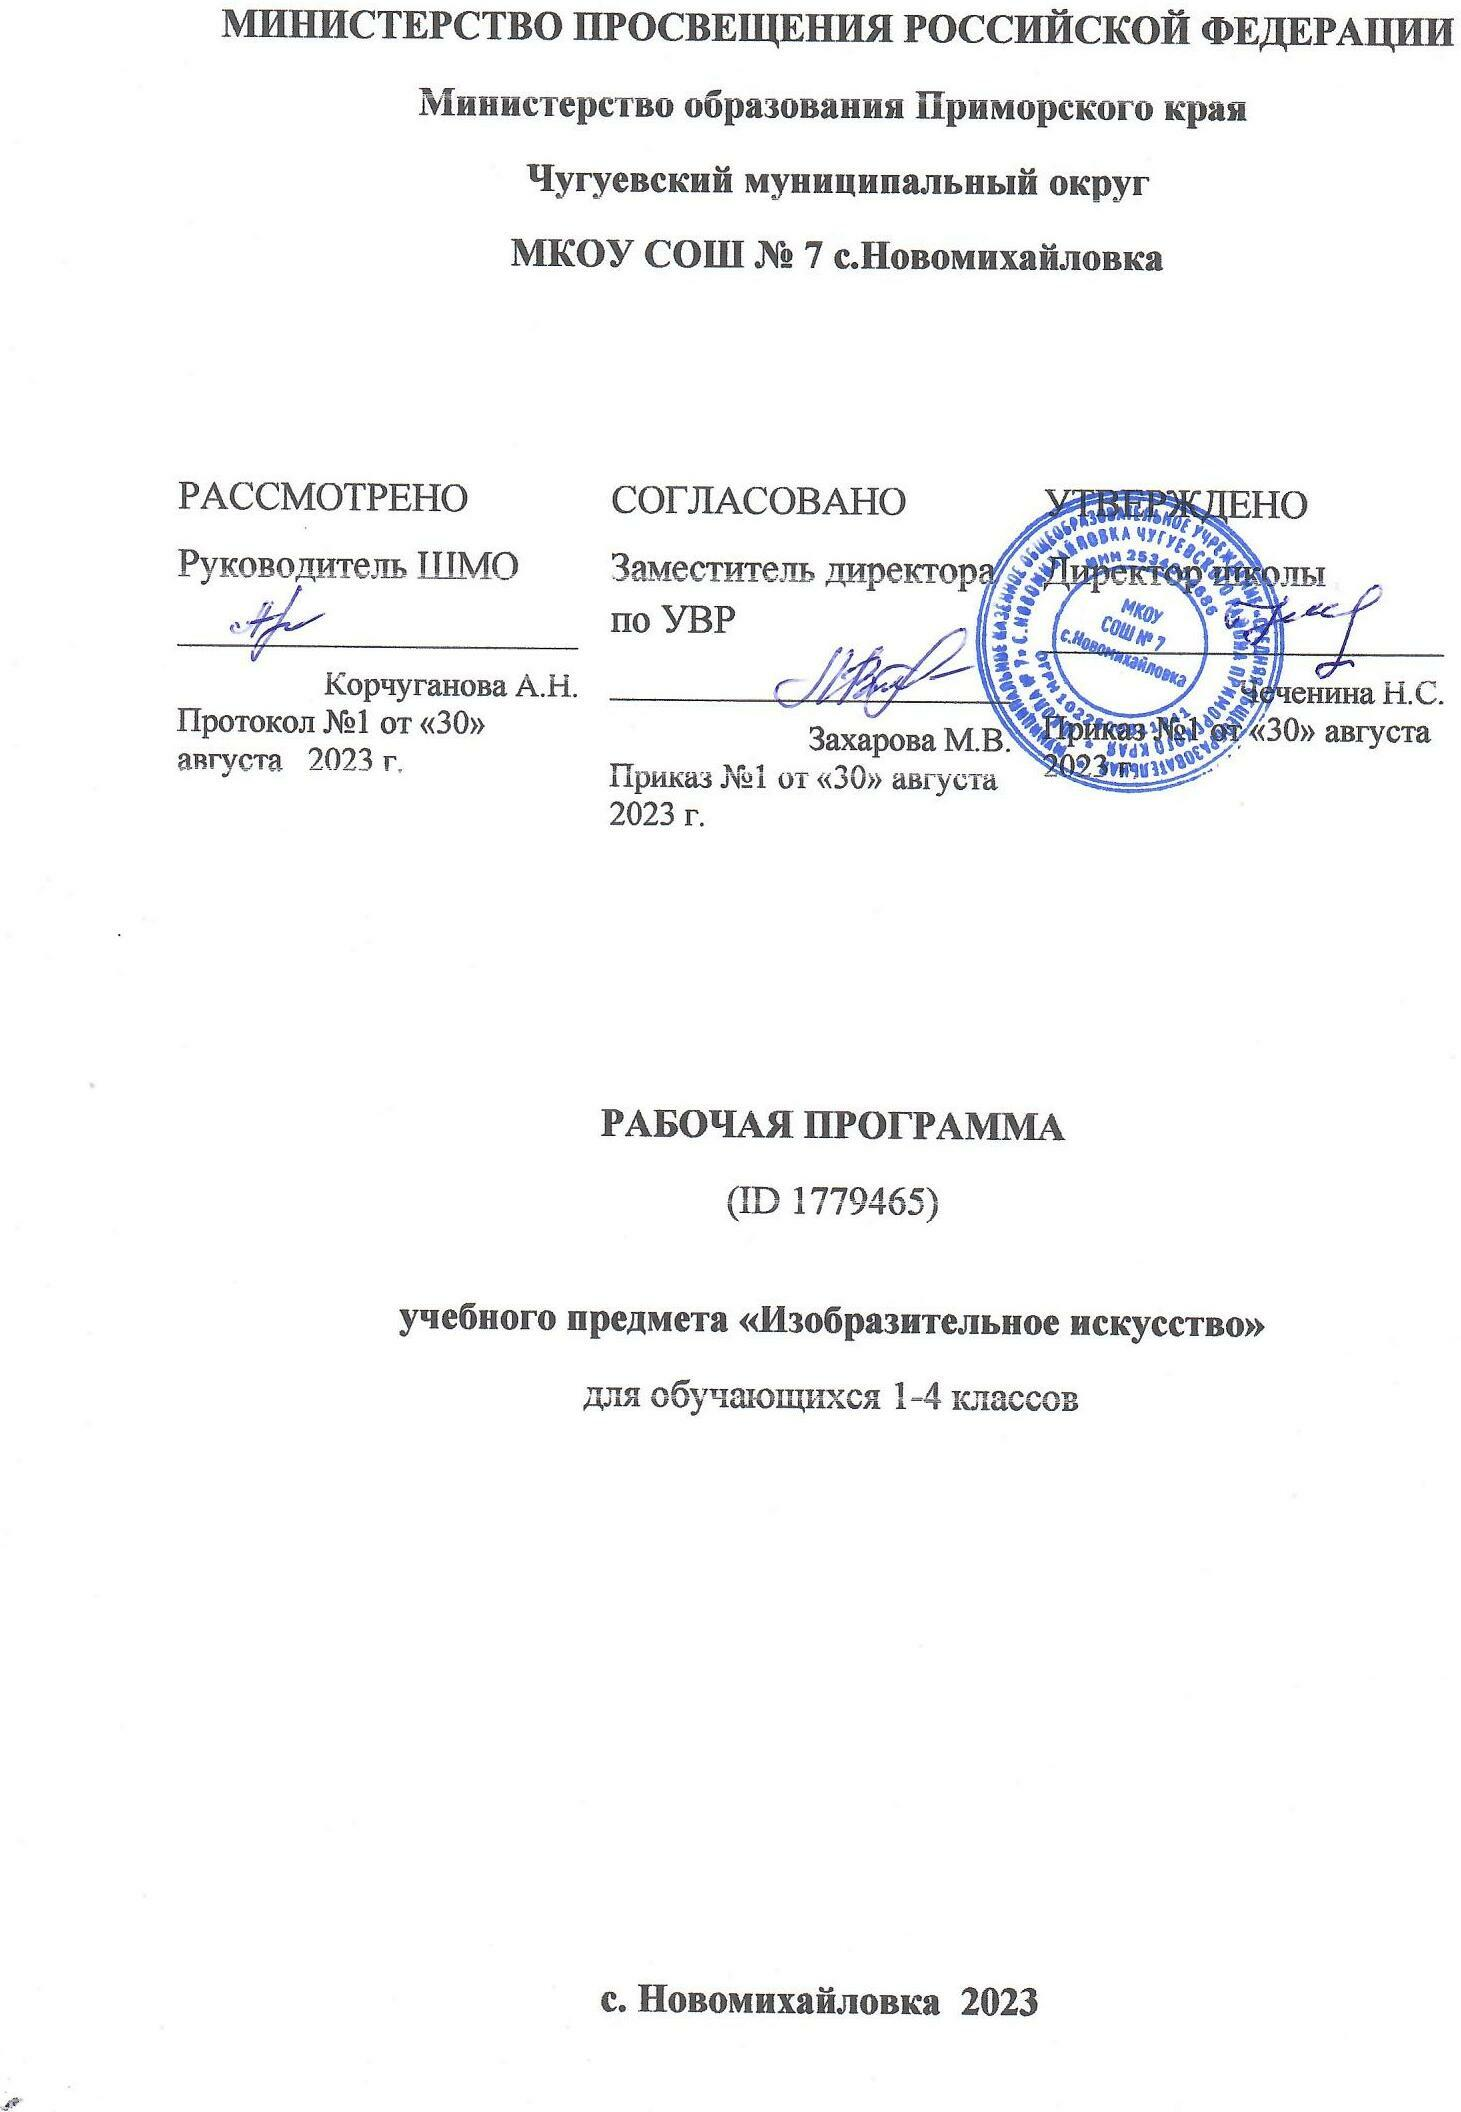 МИНИСТЕРСТВО ПРОСВЕЩЕНИЯ РОССИЙСКОЙ ФЕДЕРАЦИИ
Министерство образования Приморского края
Чугуевский муниципальный округ
МКОУ СОШ № 7 с.Новомихайловка
РАССМОТРЕНО
Руководитель ШМО
Корчуганова А.Н.
Протокол №1 от «30»
августа 2023 г.
СОГЛАСОВАНО
Заместитель директора
по УВР
Захарова М.В.
Приказ №1 от «30» августа
2023 г.
УТВЕРЖДЕНО
Директор школы
Чеченина Н.С.
Приказ №1 от «30» августа
2023 г.
МКОУ
СОШ № 7
с.Новомихайловка
РАБОЧАЯ ПРОГРАММА
(ID 1779465)
учебного предмета «Изобразительное искусство»
для обучающихся 1-4 классов
с. Новомихайловка 2023